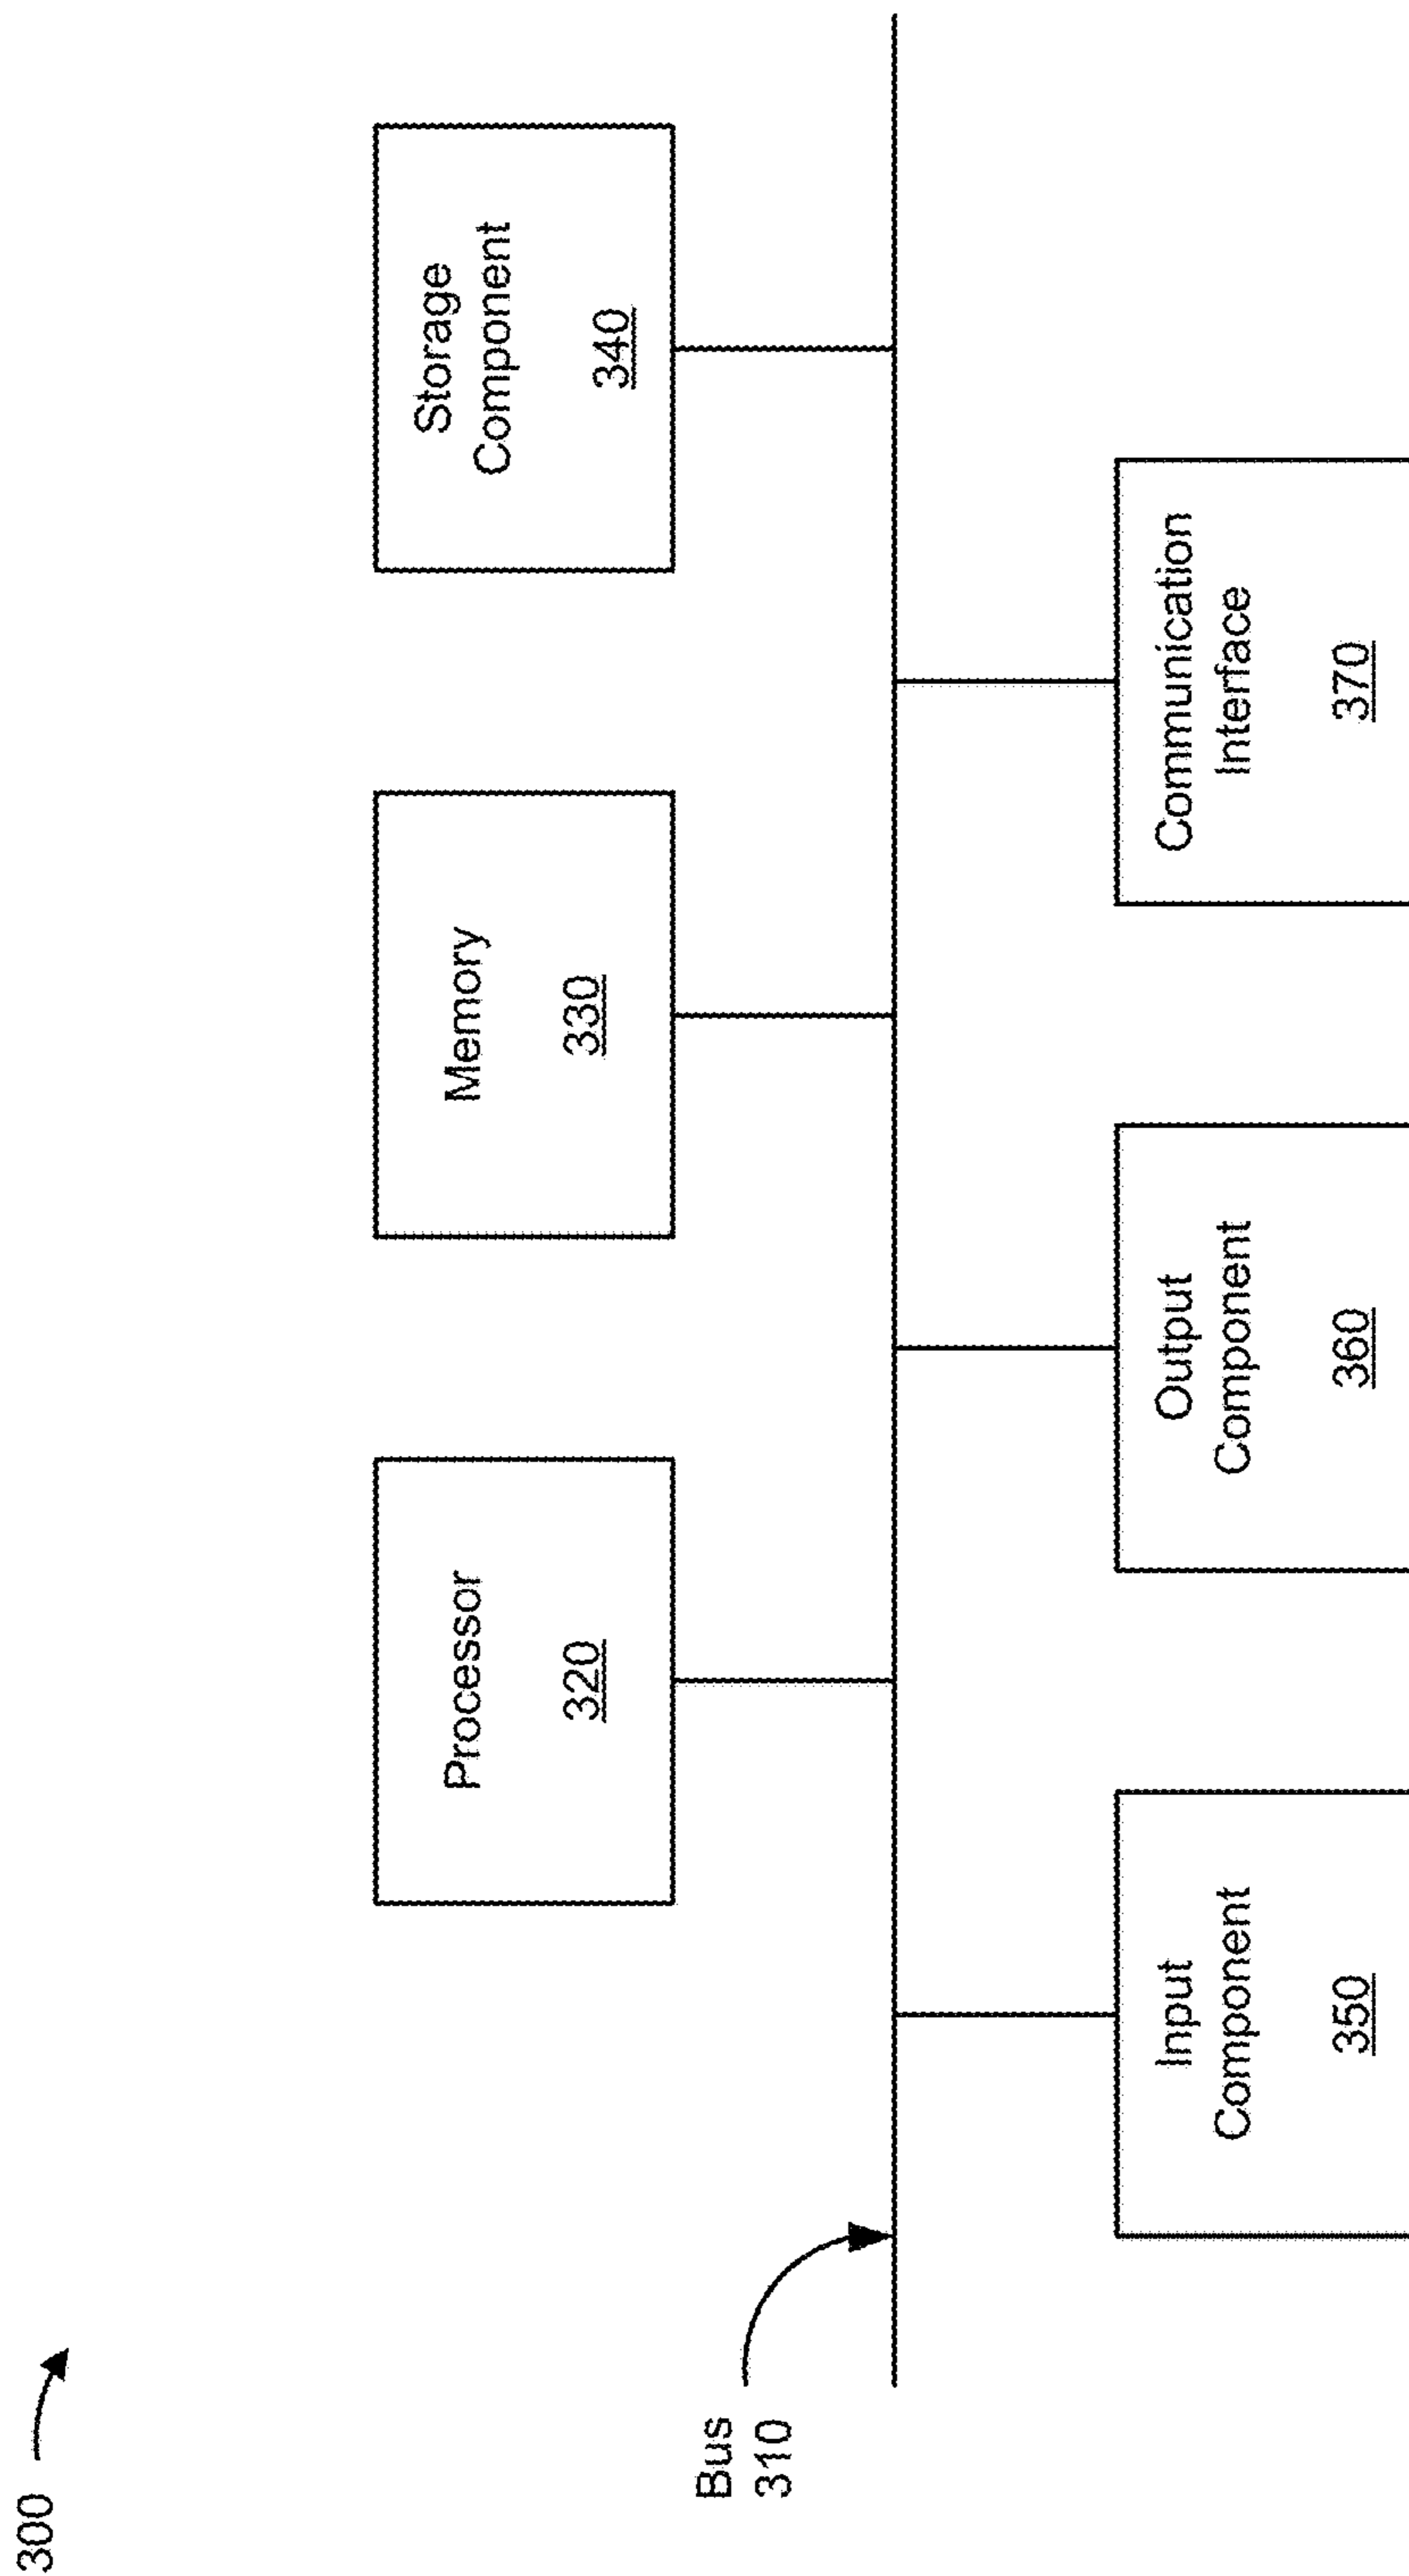 300
Bus
310
Processor
320
Memory
330
Storage
Component
340
Input
Component
350
Output
Component
360
Communication
Interface
370